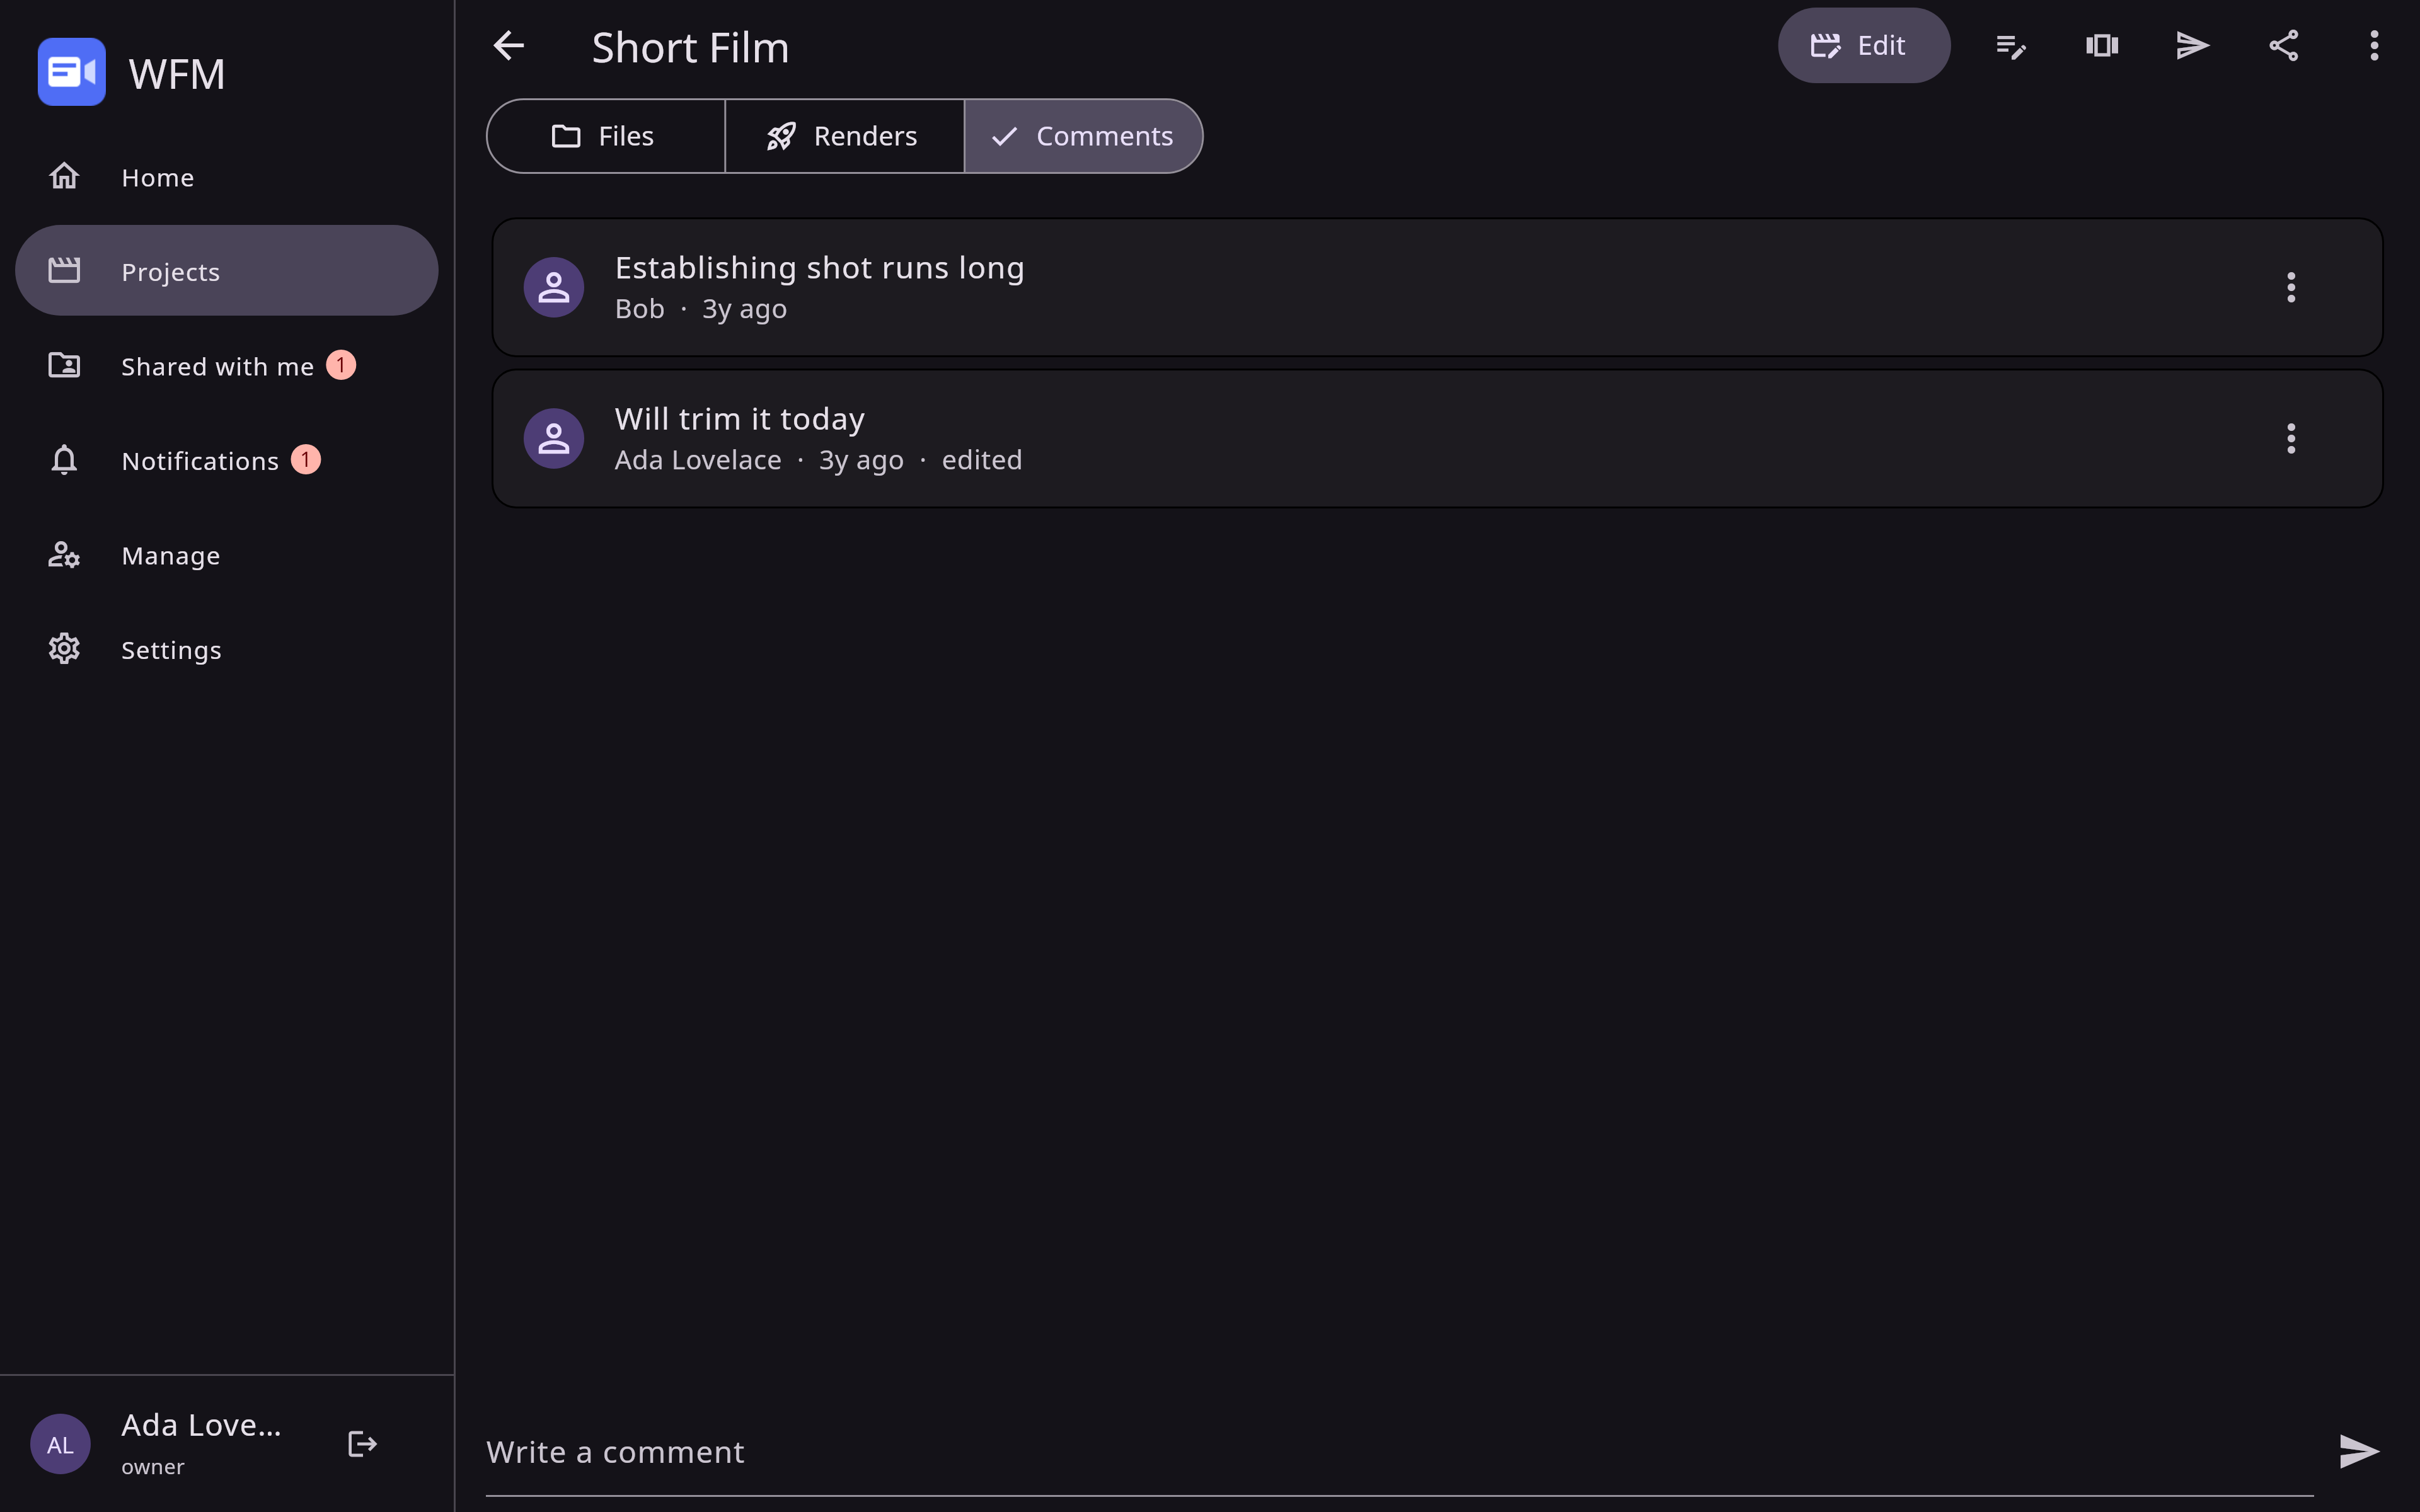 WFM
Home
Projects
Shared with me 1
Notifications 1
Manage
Settings
Ada Love...
owner
AL
Short Film
Edit
Files
Renders
Comments
Establishing shot runs long
Bob · 3y ago
Will trim it today
Ada Lovelace · 3y ago · edited
Write a comment